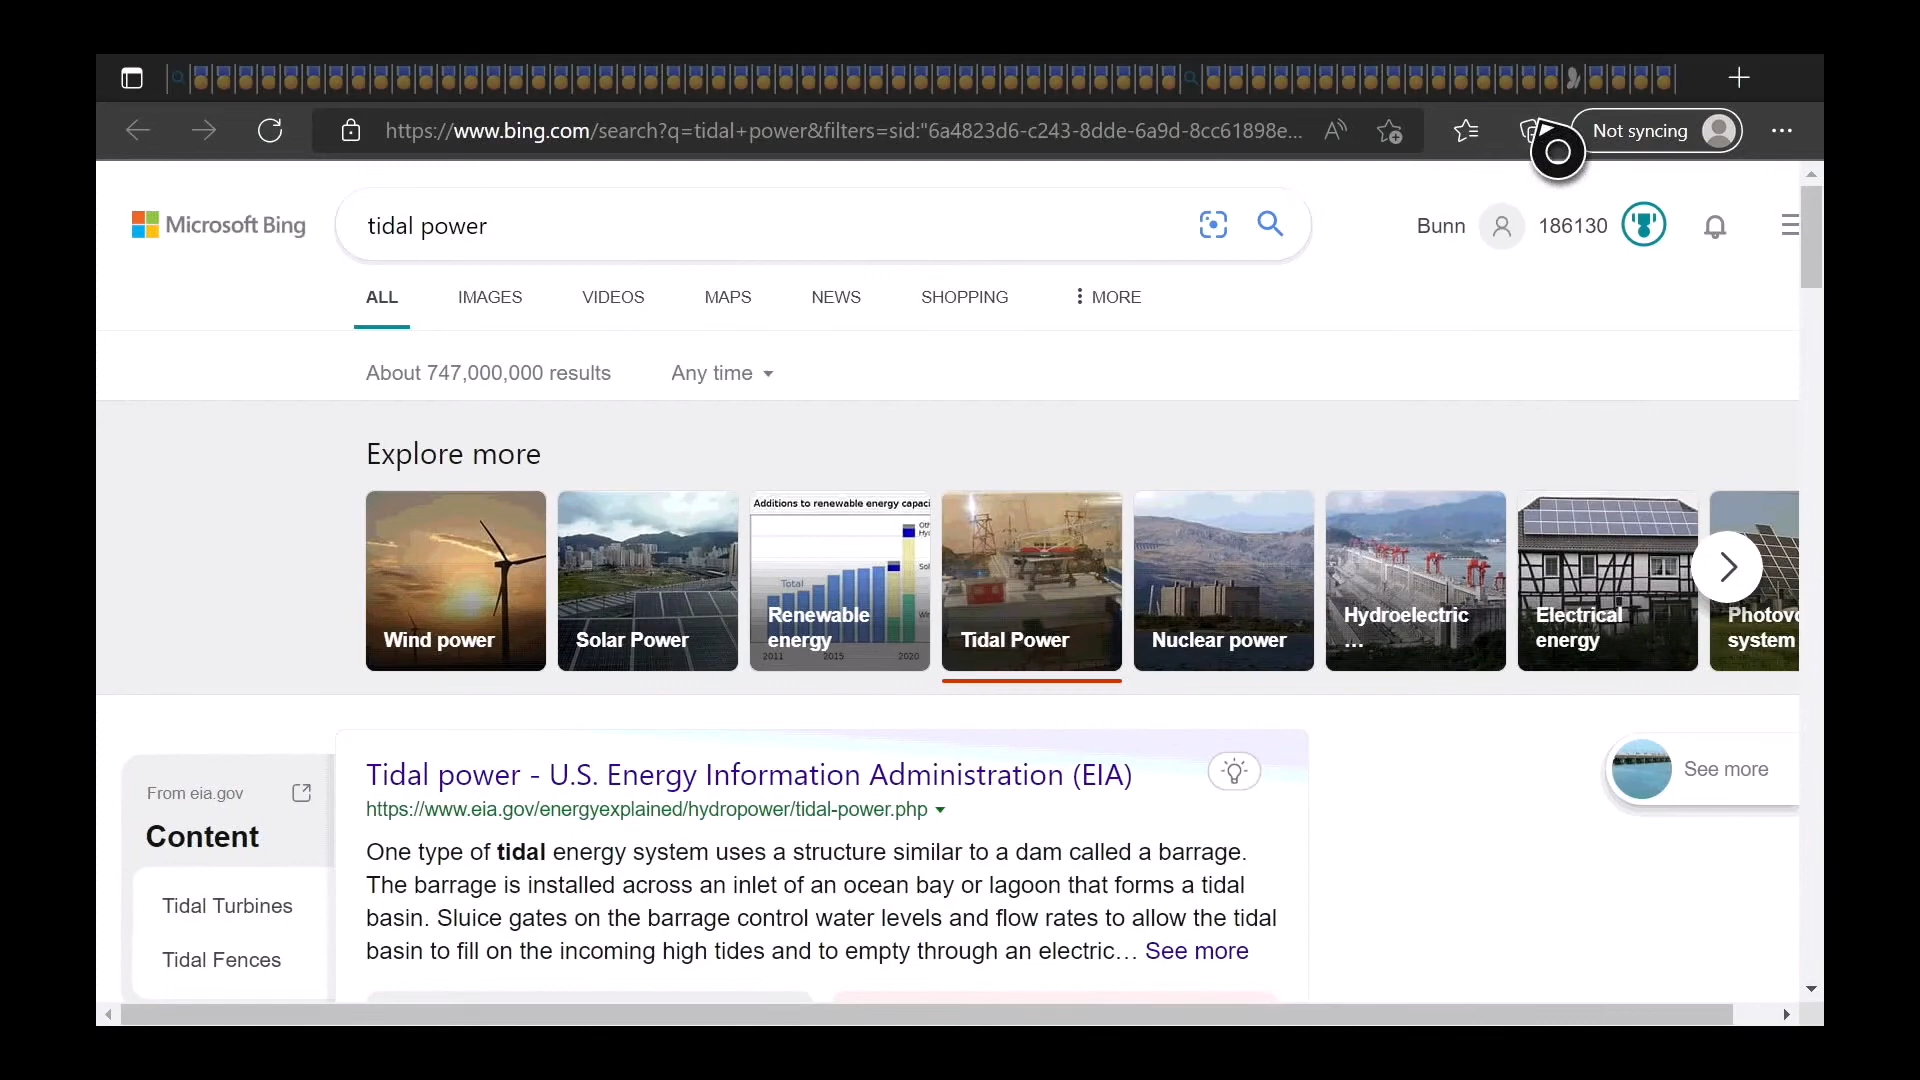 https://www.bing.com/search?q=tidal+power&filters=sid:"6a4823d6-c243-8dde-6a9d-8cc61898e...
Not syncing
Microsoft Bing
tidal power
Bunn
186130
ALL
IMAGES
VIDEOS
MAPS
NEWS
SHOPPING
MORE
About 747,000,000 results
Any time
Explore more
Wind power
Solar Power
Additions to renewable energy capaci
Total
2011
2015
2020
Renewable
energy
Tidal Power
Nuclear power
Hydroelectric
...
Electrical
energy
Photovo
system
From eia.gov
Content
Tidal Turbines
Tidal Fences
Tidal power - U.S. Energy Information Administration (EIA)
https://www.eia.gov/energyexplained/hydropower/tidal-power.php
One type of tidal energy system uses a structure similar to a dam called a barrage.
The barrage is installed across an inlet of an ocean bay or lagoon that forms a tidal
basin. Sluice gates on the barrage control water levels and flow rates to allow the tidal
basin to fill on the incoming high tides and to empty through an electric… See more
See more